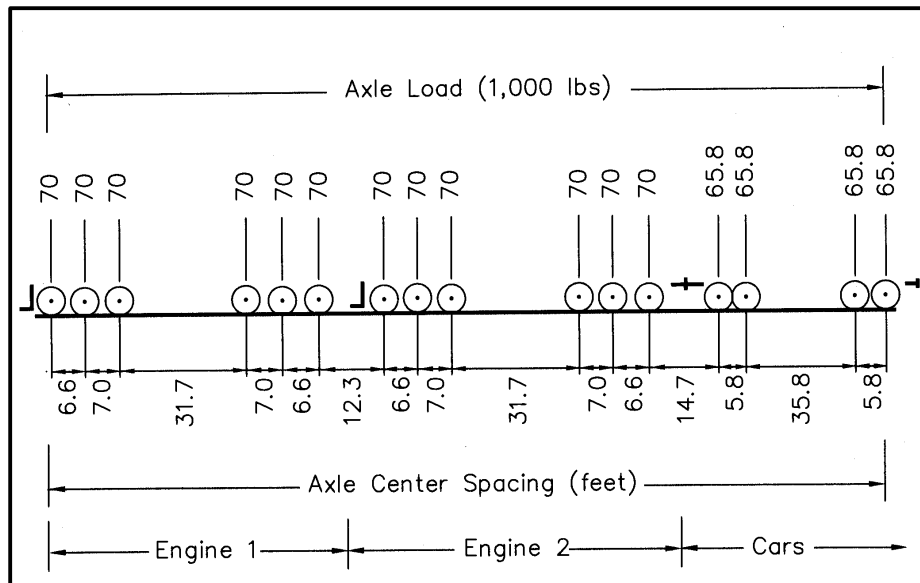 Axle Load (1,000 lbs)
70 70 70 70 70 70 70 70 70 70 70 70 65.8 65.8 65.8 65.8
6.6 7.0 31.7 7.0 6.6 12.3 6.6 7.0 31.7 7.0 6.6 14.7 5.8 35.8 5.8
Axle Center Spacing (feet)
Engine 1 Engine 2 Cars